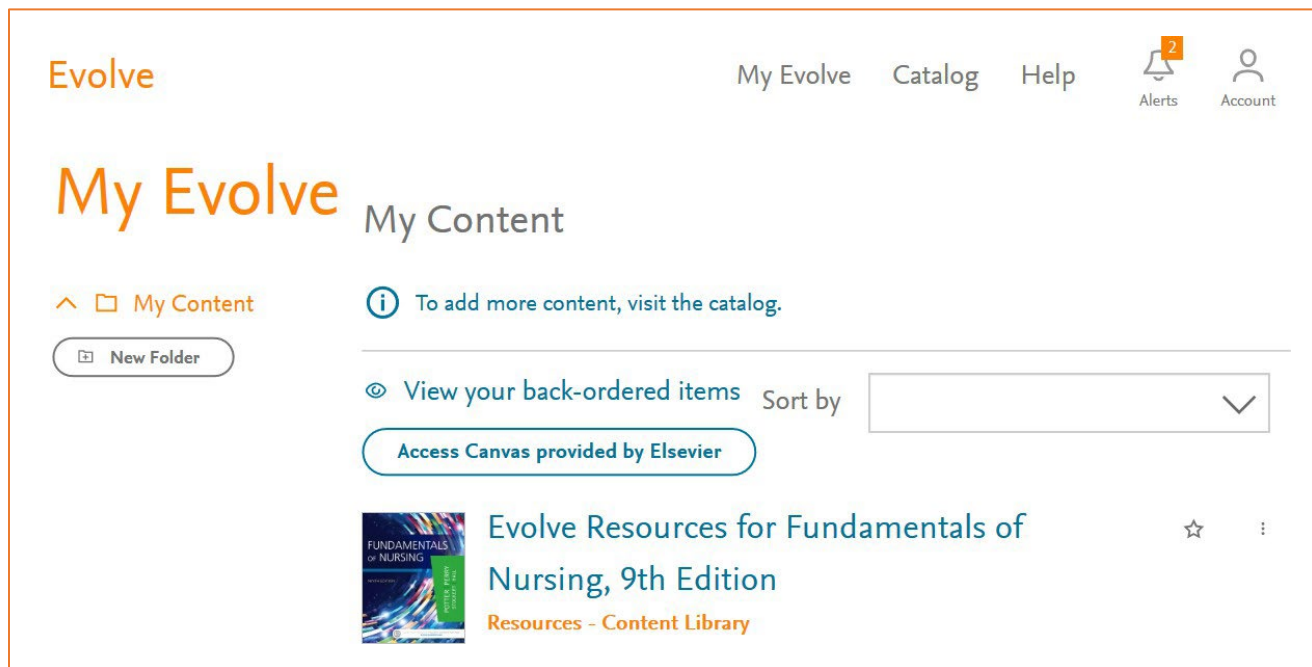 Evolve
My Evolve
Catalog
Help
2
Alerts
Account
My Evolve
My Content
My Content
New Folder
To add more content, visit the catalog.
View your back-ordered items
Sort by
Access Canvas provided by Elsevier
FUNDAMENTALS
OF NURSING
POTTER PERRY
Evolve Resources for Fundamentals of
Nursing, 9th Edition
Resources - Content Library